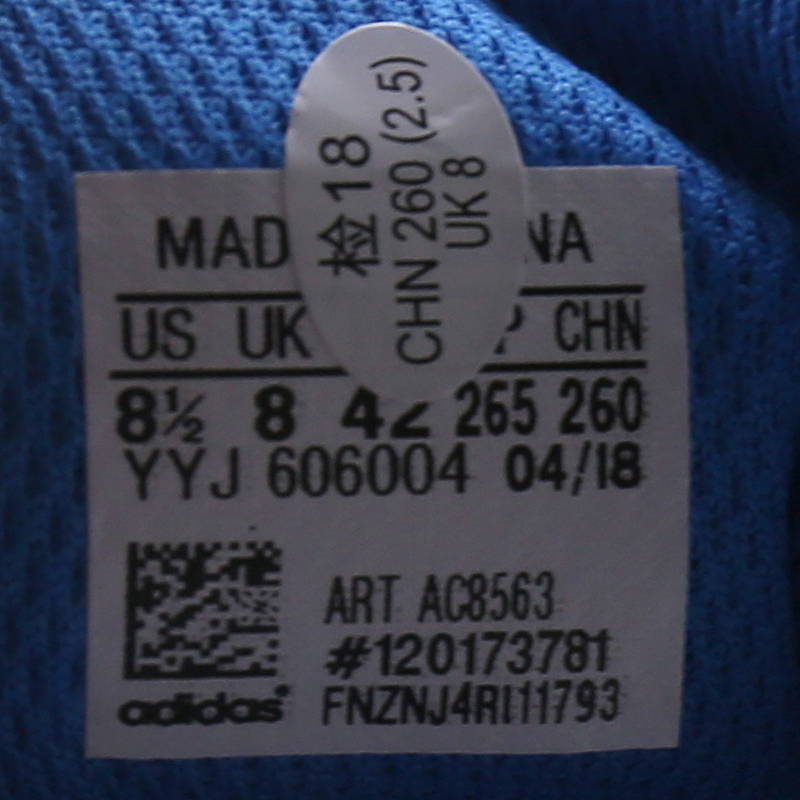 检18
CHN 260 (2.5)
UK 8
MAD NA
US UK P CHN
8½ 8 42 265 260
YYJ 606004 04/18
ART AC8563
#120173781
FNZNJ4RI11793
adidas